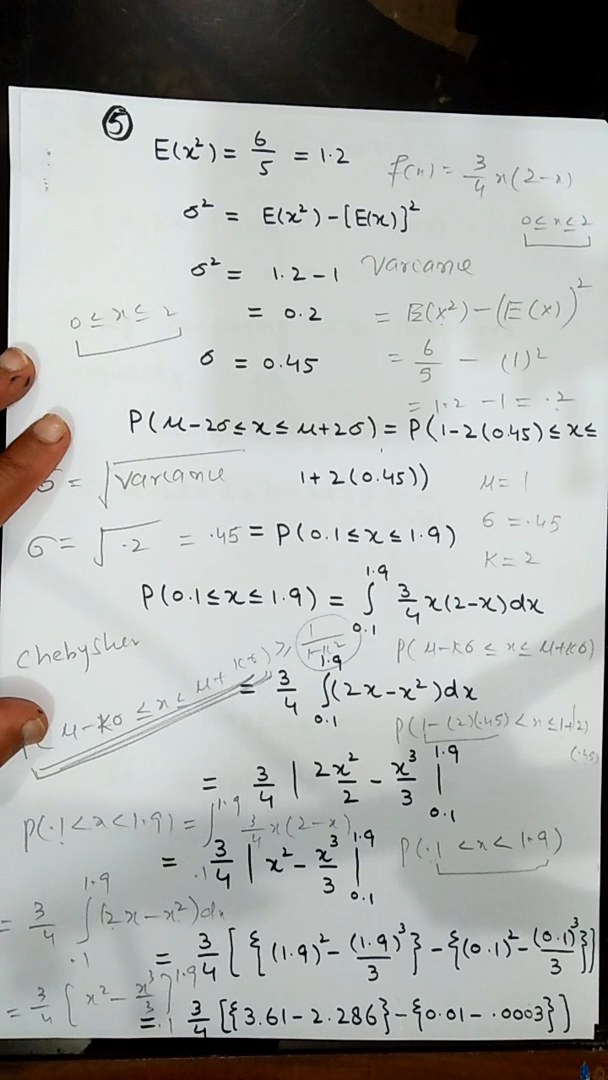 ⑤
E(x²) = 6/5 = 1.2
f(x) = 3/4 x(2-x)
σ² = E(x²) - [E(x)]²
0 ≤ x ≤ 2
σ² = 1.2 - 1
Variance
= 0.2
= E(x²) - (E(x))²
0 ≤ x ≤ 2
σ = 0.45
= 6/5 - (1)²
= 1.2 - 1 = .2
P(μ-2σ ≤ x ≤ μ+2σ) = P(1-2(0.45) ≤ x ≤
1+2(0.45))
σ = √variance
μ = 1
σ = √.2 = .45
= P(0.1 ≤ x ≤ 1.9)
σ = .45
K = 2
P(0.1 ≤ x ≤ 1.9) = ∫_0.1^1.9 3/4 x(2-x)dx
Chebyshev
P(μ-Kσ ≤ x ≤ μ+Kσ) ≥
P(μ-Kσ ≤ x ≤ μ+Kσ)
= 3/4 ∫_0.1^1.9 (2x-x²)dx
P(1-(2)(.45) < x ≤ 1+(2)
(.45)
= 3/4 | 2x²/2 - x³/3 |_0.1^1.9
P(.1 < x < 1.9) = ∫_.1^1.9 3/4 x(2-x)
= 3/4 | x² - x³/3 |_0.1^1.9
P(.1 < x < 1.9)
= 3/4 ∫_.1^1.9 (2x-x²)dx
= 3/4 [{(1.9)² - (1.9)³/3} - {(0.1)² - (0.1)³/3}]
= 3/4 [x² - x³/3]_.1^1.9
= 3/4 [{3.61 - 2.286} - {0.01 - .0003}]